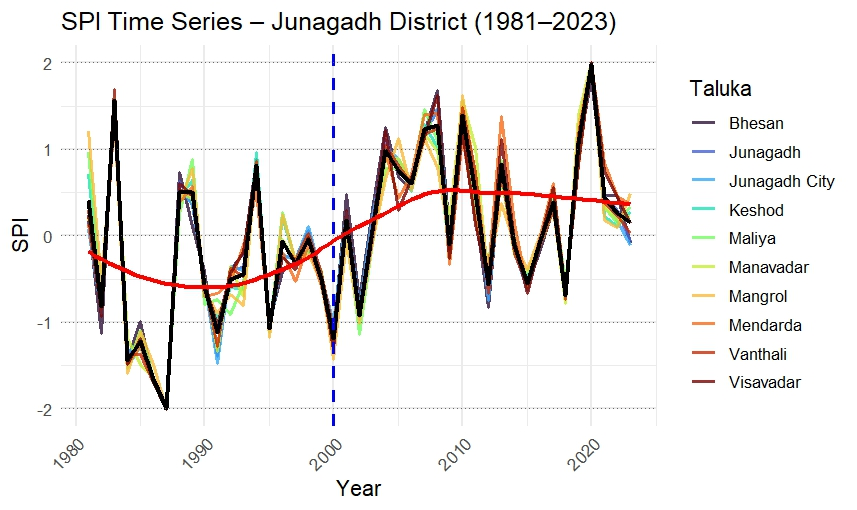 SPI Time Series – Junagadh District (1981–2023)
2
1
0
-1
-2
SPI
1980
1990
2000
2010
2020
Year
Taluka
Bhesan
Junagadh
Junagadh City
Keshod
Maliya
Manavadar
Mangrol
Mendarda
Vanthali
Visavadar